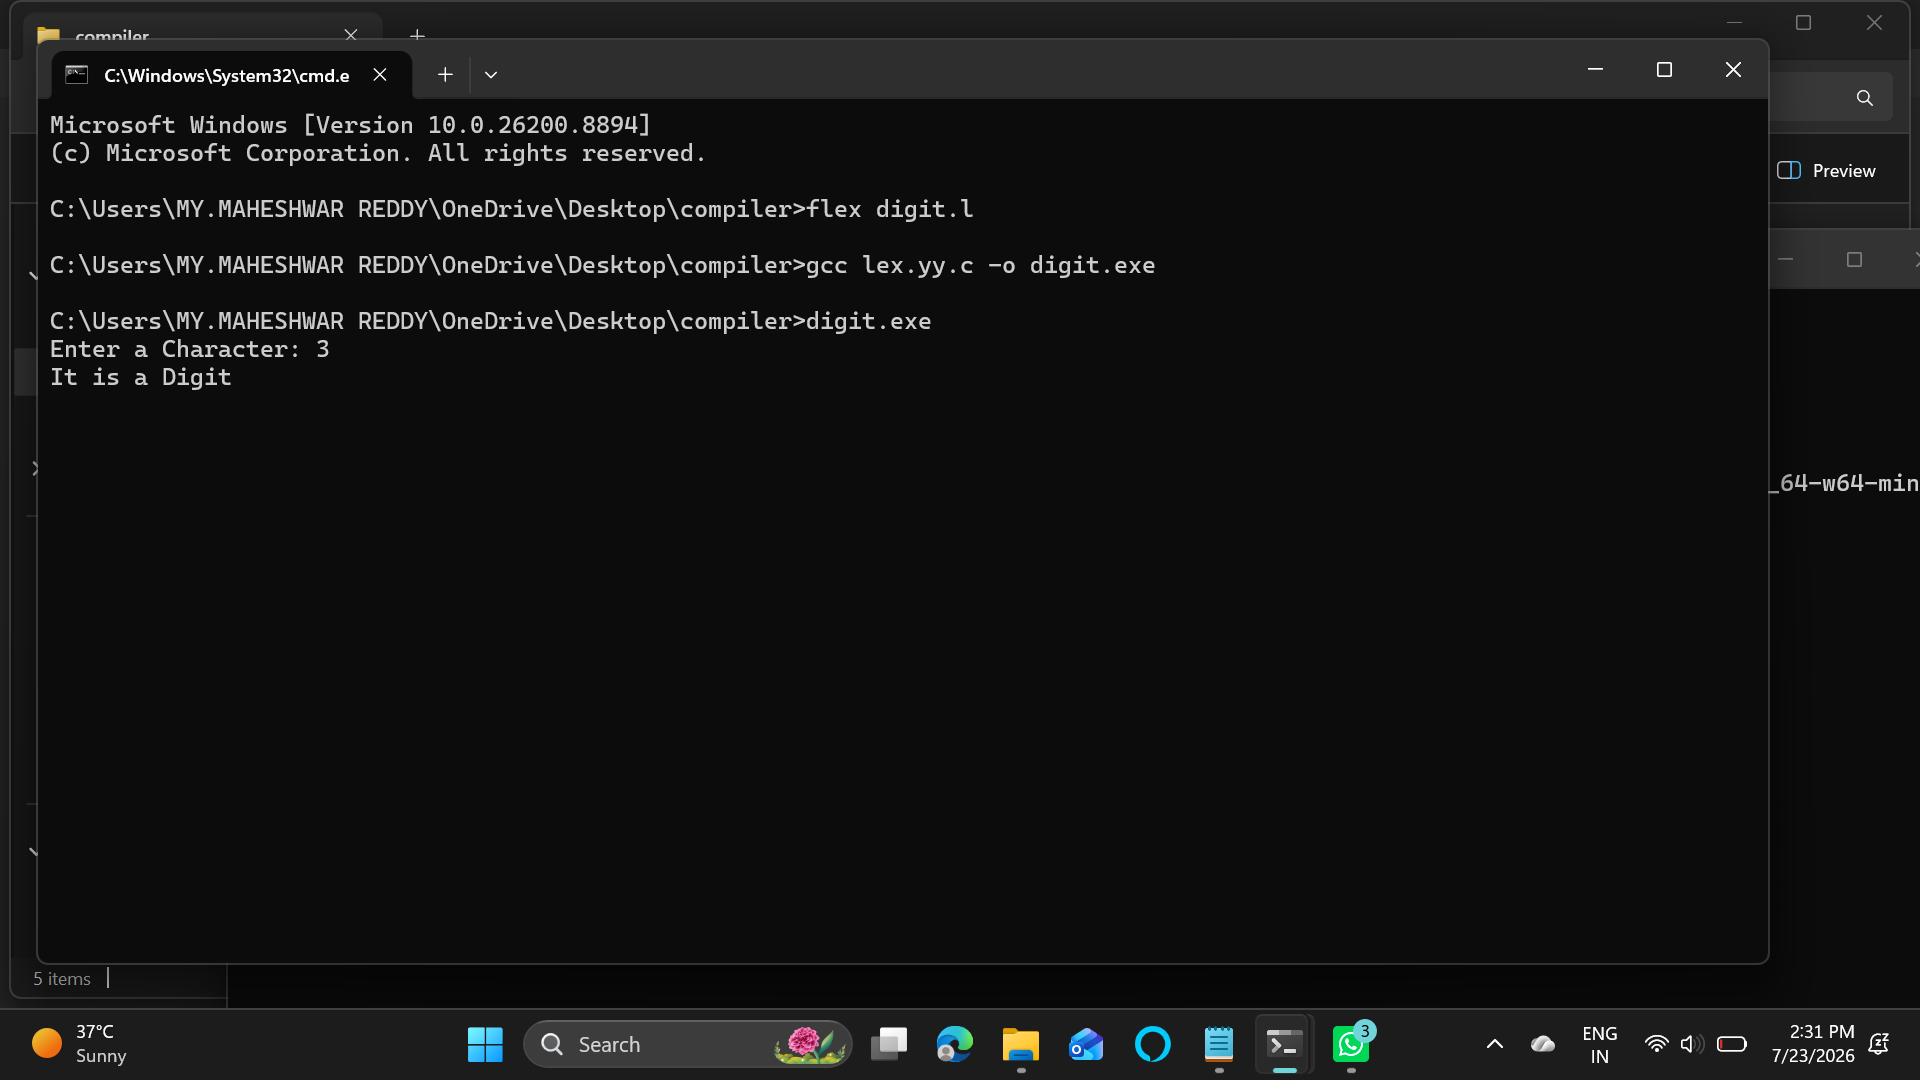 compiler
C:\Windows\System32\cmd.e
Microsoft Windows [Version 10.0.26200.8894]
(c) Microsoft Corporation. All rights reserved.
Preview
C:\Users\MY.MAHESHWAR REDDY\OneDrive\Desktop\compiler>flex digit.l
C:\Users\MY.MAHESHWAR REDDY\OneDrive\Desktop\compiler>gcc lex.yy.c -o digit.exe
C:\Users\MY.MAHESHWAR REDDY\OneDrive\Desktop\compiler>digit.exe
Enter a Character: 3
It is a Digit
_64-w64-min
5 items
37°C
Sunny
Search
3
ENG
IN
2:31 PM
7/23/2026